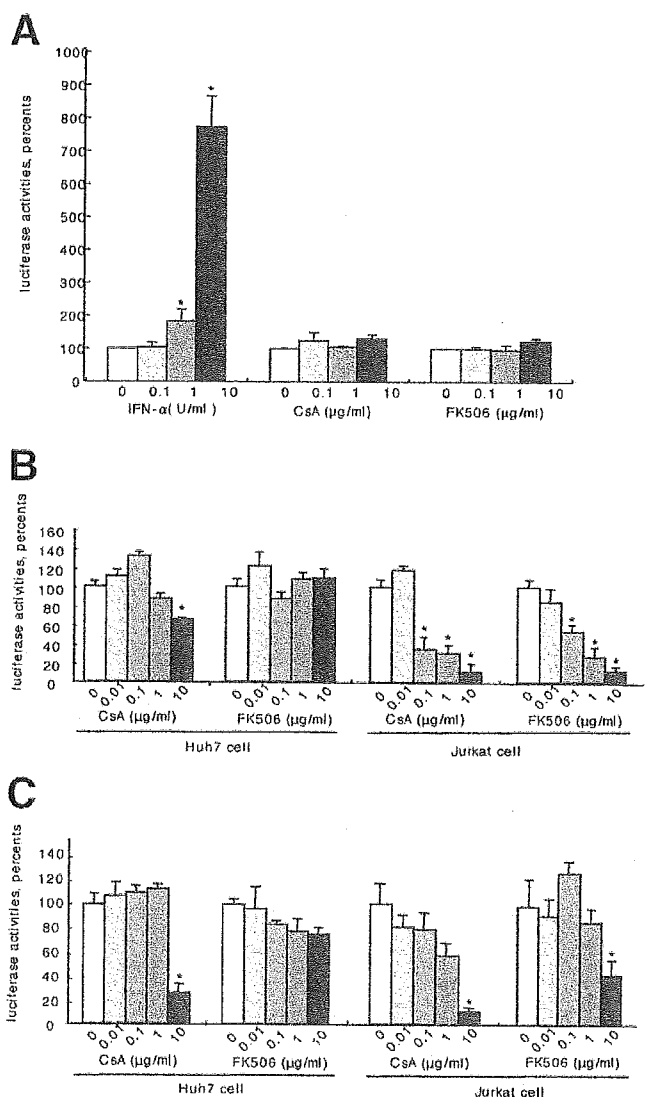 A
luciferase activities, percents
1000
900
800
700
600
500
400
300
200
100
0
*
*
0 0.1 1 10 0 0.1 1 10 0 0.1 1 10
IFN-α( U/ml ) CsA (µg/ml) FK506 (µg/ml)
B
luciferase activities, percents
160
140
120
100
80
60
40
20
0
* * * * * * *
0 0.01 0.1 1 10 0 0.01 0.1 1 10 0 0.01 0.1 1 10 0 0.01 0.1 1 10
CsA (µg/ml) FK506 (µg/ml) CsA (µg/ml) FK506 (µg/ml)
Huh7 cell Jurkat cell
C
luciferase activities, percents
140
120
100
80
60
40
20
0
* * *
0 0.01 0.1 1 10 0 0.01 0.1 1 10 0 0.01 0.1 1 10 0 0.01 0.1 1 10
CsA (µg/ml) FK506 (µg/ml) CsA (µg/ml) FK506 (µg/ml)
Huh7 cell Jurkat cell